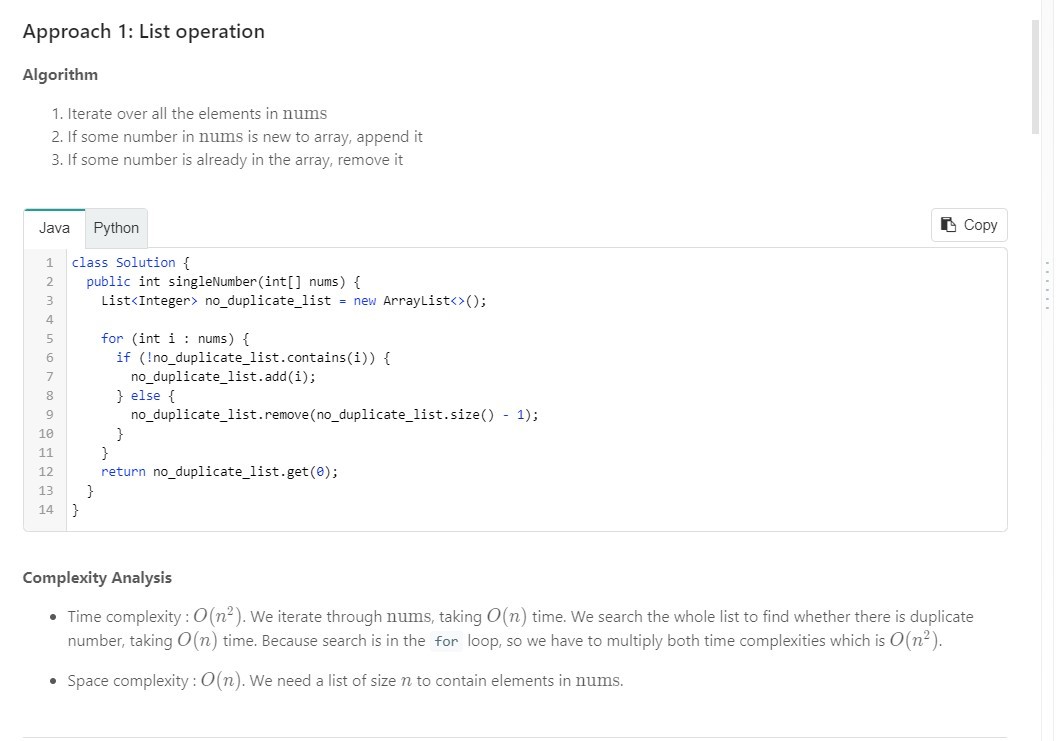 Approach 1: List operation
Algorithm
1. Iterate over all the elements in nums
2. If some number in nums is new to array, append it
3. If some number is already in the array, remove it
Java Python Copy
1 class Solution {
2   public int singleNumber(int[] nums) {
3     List<Integer> no_duplicate_list = new ArrayList<>();
4
5     for (int i : nums) {
6       if (!no_duplicate_list.contains(i)) {
7         no_duplicate_list.add(i);
8       } else {
9         no_duplicate_list.remove(no_duplicate_list.size() - 1);
10       }
11     }
12     return no_duplicate_list.get(0);
13   }
14 }
Complexity Analysis
• Time complexity : O(n²). We iterate through nums, taking O(n) time. We search the whole list to find whether there is duplicate
number, taking O(n) time. Because search is in the for loop, so we have to multiply both time complexities which is O(n²).
• Space complexity : O(n). We need a list of size n to contain elements in nums.